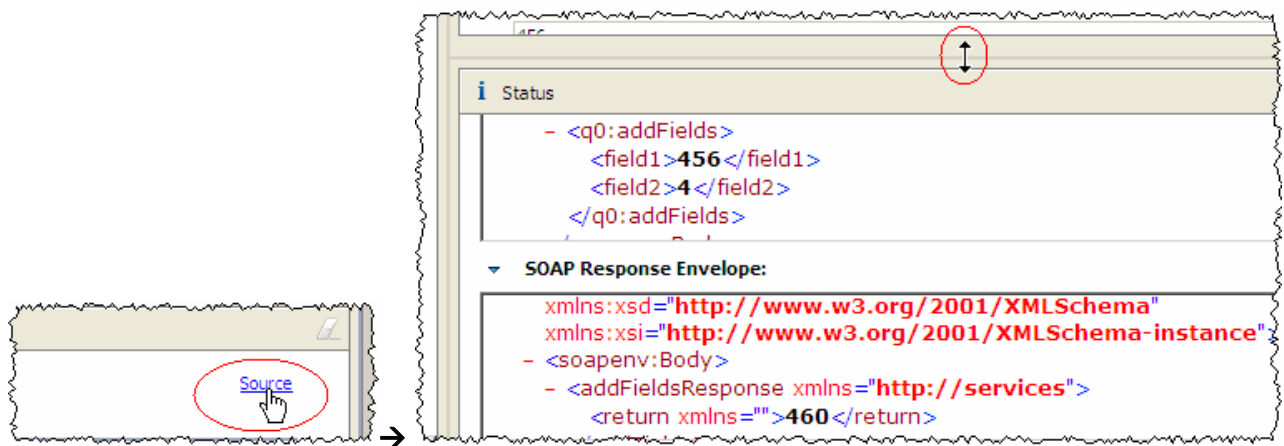 Source
➔
i Status
– <q0:addFields>
<field1>456</field1>
<field2>4</field2>
</q0:addFields>
SOAP Response Envelope:
xmlns:xsd="http://www.w3.org/2001/XMLSchema"
xmlns:xsi="http://www.w3.org/2001/XMLSchema-instance"
– <soapenv:Body>
– <addFieldsResponse xmlns="http://services">
<return xmlns="">460</return>